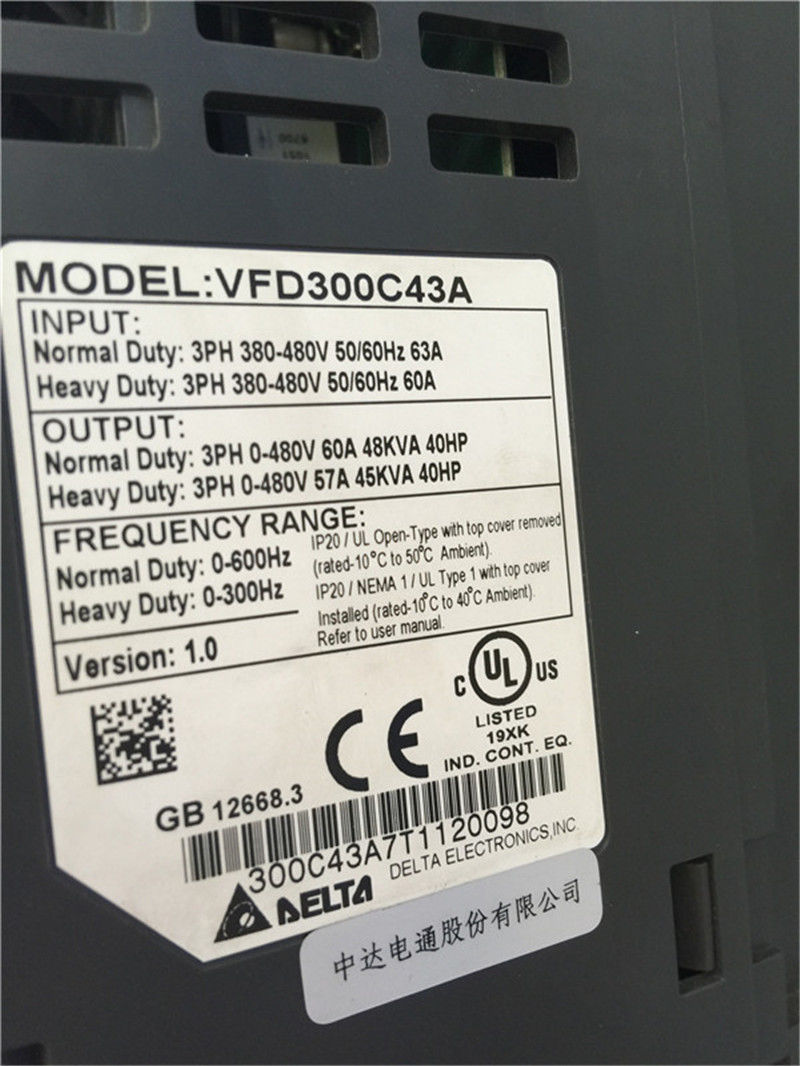 MODEL:VFD300C43A
INPUT:
Normal Duty: 3PH 380-480V 50/60Hz 63A
Heavy Duty: 3PH 380-480V 50/60Hz 60A
OUTPUT:
Normal Duty: 3PH 0-480V 60A 48KVA 40HP
Heavy Duty: 3PH 0-480V 57A 45KVA 40HP
FREQUENCY RANGE:
Normal Duty: 0-600Hz
Heavy Duty: 0-300Hz
IP20 / UL Open-Type with top cover removed
(rated-10°C to 50°C Ambient).
IP20 / NEMA 1 / UL Type 1 with top cover
Installed (rated-10°C to 40°C Ambient).
Refer to user manual.
Version: 1.0
C UL US
LISTED
19XK
IND. CONT. EQ.
CE
GB 12668.3
300C43A7T1120098
DELTA
DELTA ELECTRONICS,INC.
中达电通股份有限公司